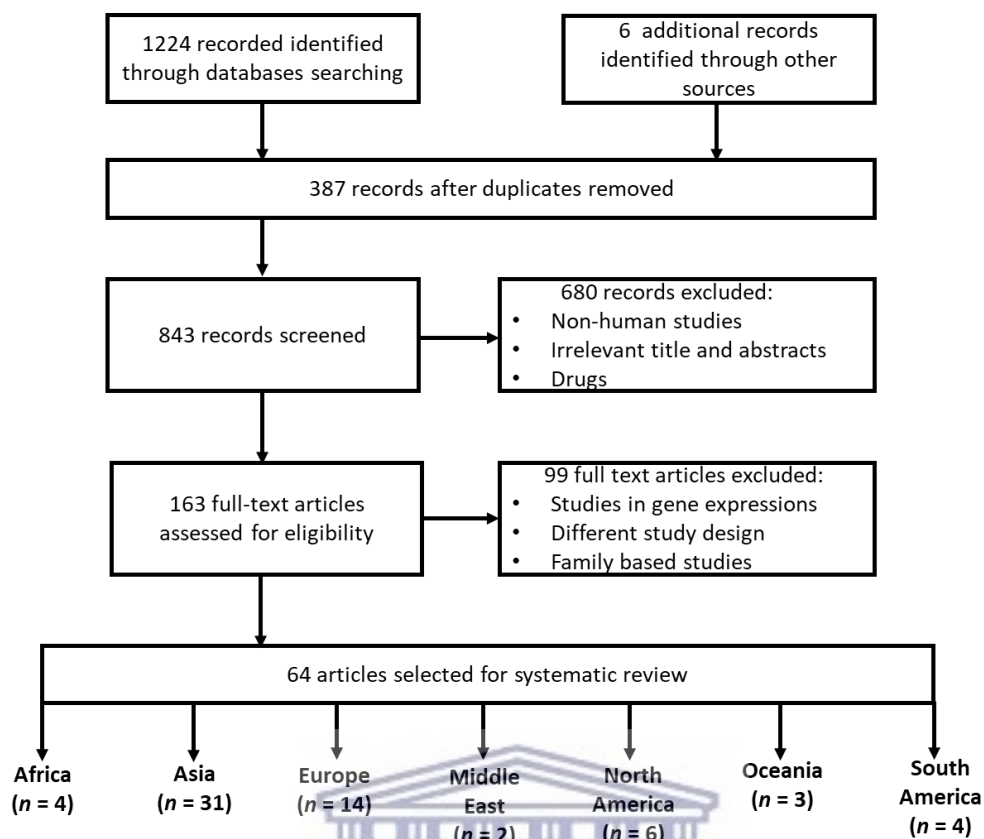 1224 recorded identified
through databases searching
6 additional records
identified through other
sources
387 records after duplicates removed
843 records screened
680 records excluded:
• Non-human studies
• Irrelevant title and abstracts
• Drugs
163 full-text articles
assessed for eligibility
99 full text articles excluded:
• Studies in gene expressions
• Different study design
• Family based studies
64 articles selected for systematic review
Africa
(n = 4)
Asia
(n = 31)
Europe
(n = 14)
Middle
East
(n = 2)
North
America
(n = 6)
Oceania
(n = 3)
South
America
(n = 4)